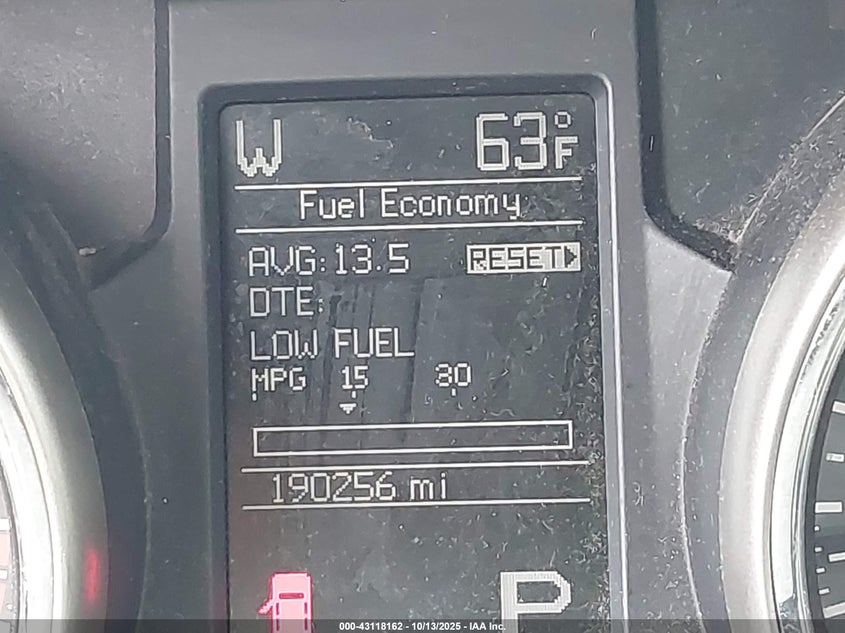 W 63°F
Fuel Economy
AVG: 13.5 RESET
DTE:
LOW FUEL
MPG 15 30
190256 mi
P
000-43118162 - 10/13/2025 - IAA Inc.